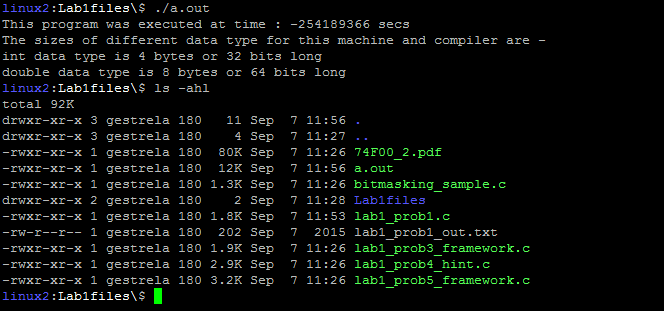 linux2:Lab1files\$ ./a.out
This program was executed at time : -254189366 secs
The sizes of different data type for this machine and compiler are -
int data type is 4 bytes or 32 bits long
double data type is 8 bytes or 64 bits long
linux2:Lab1files\$ ls -ahl
total 92K
drwxr-xr-x 3 gestrela 180   11 Sep  7 11:56 .
drwxr-xr-x 3 gestrela 180    4 Sep  7 11:27 ..
-rwxr-xr-x 1 gestrela 180  80K Sep  7 11:26 74F00_2.pdf
-rwxr-xr-x 1 gestrela 180  12K Sep  7 11:56 a.out
-rwxr-xr-x 1 gestrela 180 1.3K Sep  7 11:26 bitmasking_sample.c
drwxr-xr-x 2 gestrela 180    2 Sep  7 11:28 Lab1files
-rwxr-xr-x 1 gestrela 180 1.8K Sep  7 11:53 lab1_prob1.c
-rw-r--r-- 1 gestrela 180  202 Sep  7  2015 lab1_prob1_out.txt
-rwxr-xr-x 1 gestrela 180 1.9K Sep  7 11:26 lab1_prob3_framework.c
-rwxr-xr-x 1 gestrela 180 2.9K Sep  7 11:26 lab1_prob4_hint.c
-rwxr-xr-x 1 gestrela 180 3.2K Sep  7 11:26 lab1_prob5_framework.c
linux2:Lab1files\$